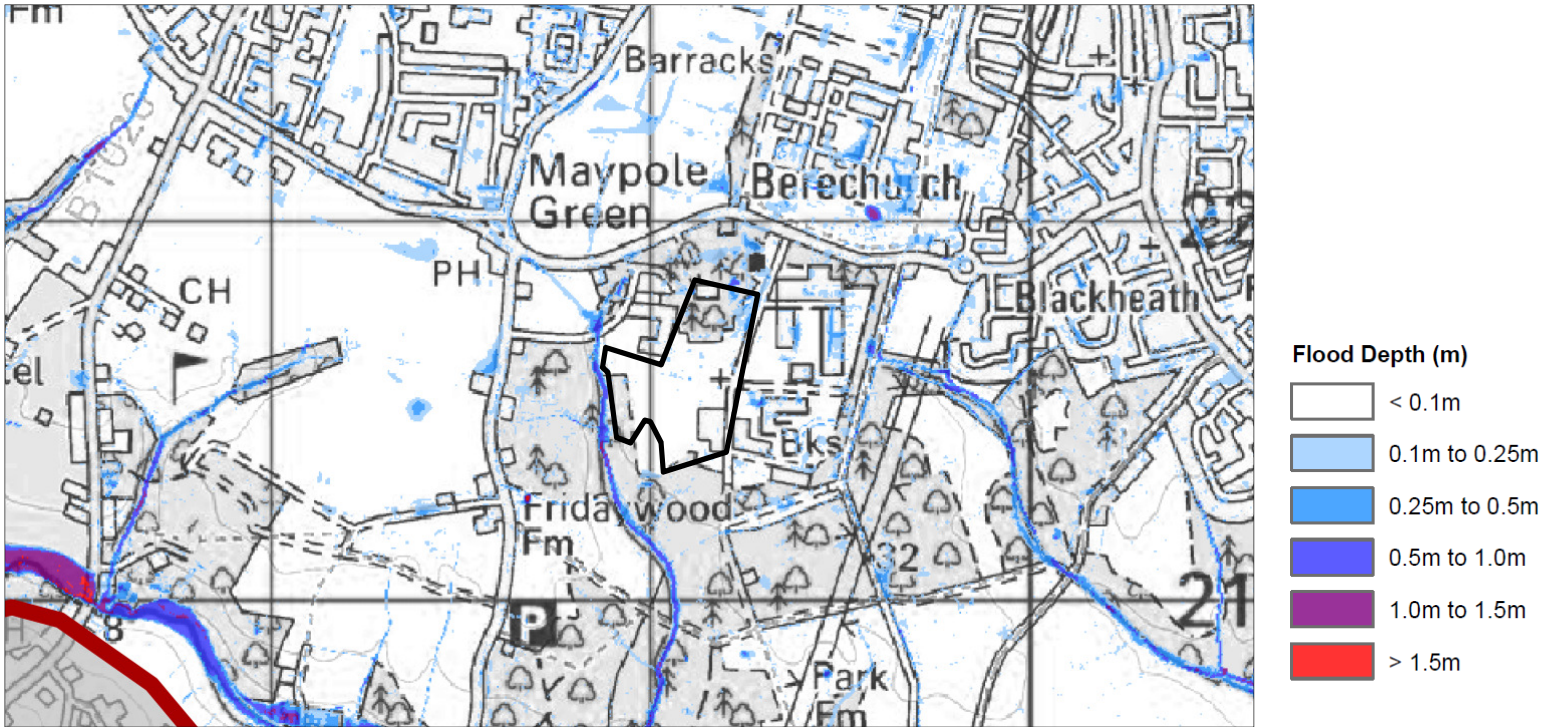 Fm
Barracks
Maypole
Green
Berechurch
B 1026
PH
CH
Blackheath
Bks
Fridaywood
Fm
32
21
P
8
Park
Fm
Flood Depth (m)
< 0.1m
0.1m to 0.25m
0.25m to 0.5m
0.5m to 1.0m
1.0m to 1.5m
> 1.5m